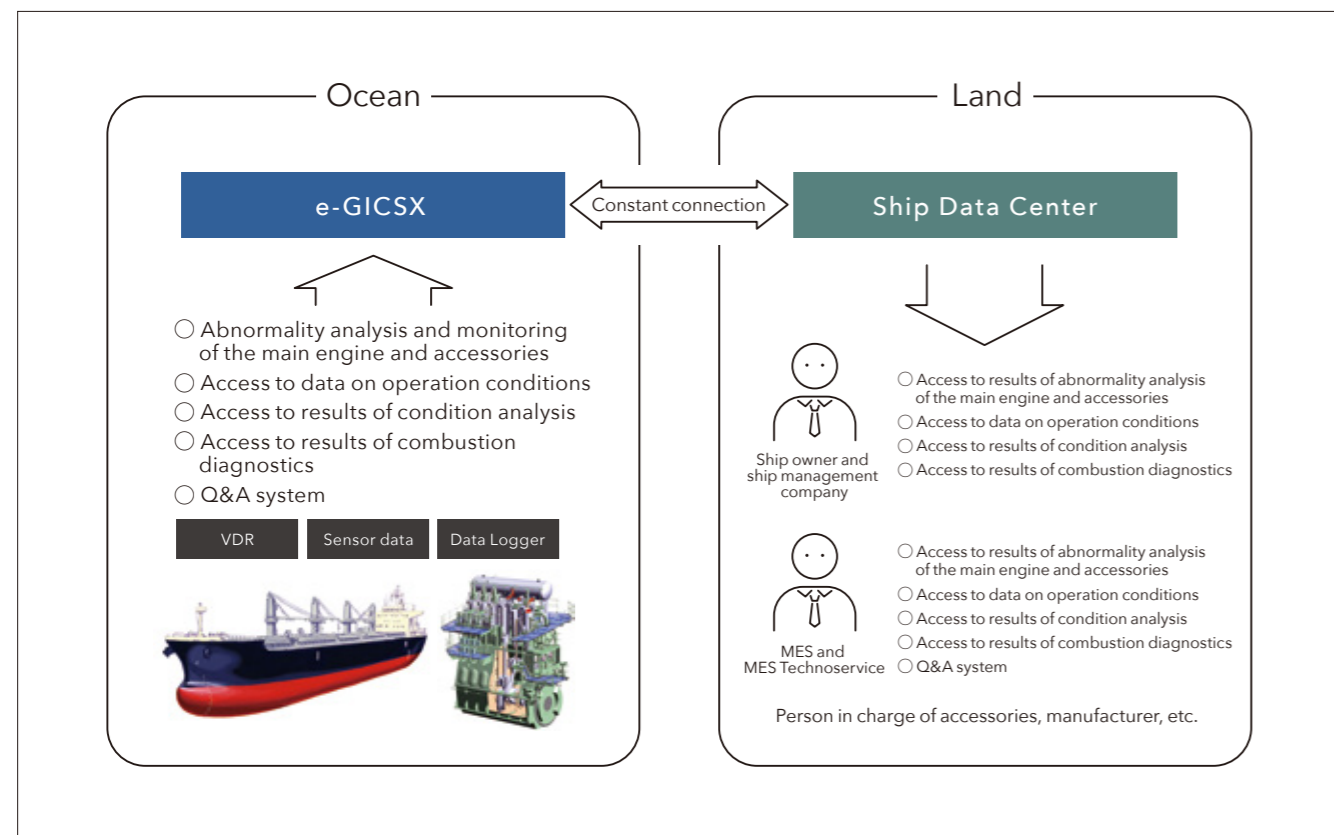 Ocean
e-GICSX
○ Abnormality analysis and monitoring
of the main engine and accessories
○ Access to data on operation conditions
○ Access to results of condition analysis
○ Access to results of combustion
diagnostics
○ Q&A system
VDR
Sensor data
Data Logger
Constant connection
Land
Ship Data Center
Ship owner and
ship management
company
○ Access to results of abnormality analysis
of the main engine and accessories
○ Access to data on operation conditions
○ Access to results of condition analysis
○ Access to results of combustion diagnostics
MES and
MES Technoservice
○ Access to results of abnormality analysis
of the main engine and accessories
○ Access to data on operation conditions
○ Access to results of condition analysis
○ Access to results of combustion diagnostics
○ Q&A system
Person in charge of accessories, manufacturer, etc.